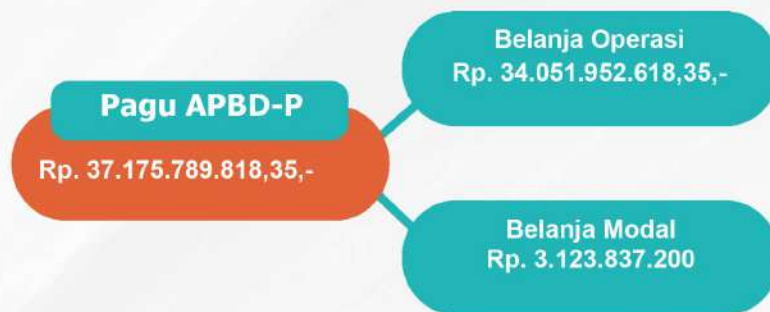 Pagu APBD-P
Rp. 37.175.789.818,35,-
Belanja Operasi
Rp. 34.051.952.618,35,-
Belanja Modal
Rp. 3.123.837.200